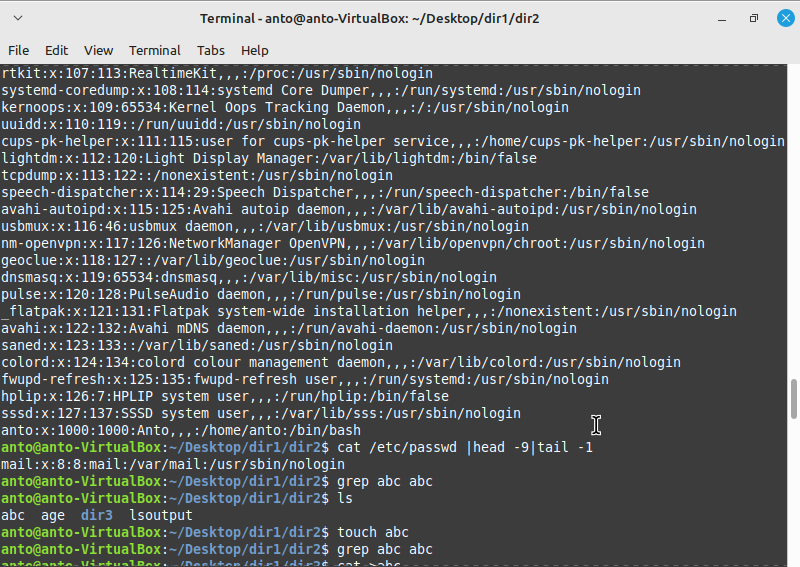 Terminal - anto@anto-VirtualBox: ~/Desktop/dir1/dir2
File Edit View Terminal Tabs Help
rtkit:x:107:113:RealtimeKit,,,:/proc:/usr/sbin/nologin
systemd-coredump:x:108:114:systemd Core Dumper,,,:/run/systemd:/usr/sbin/nologin
kernoops:x:109:65534:Kernel Oops Tracking Daemon,,,:/:/usr/sbin/nologin
uuidd:x:110:119::/run/uuidd:/usr/sbin/nologin
cups-pk-helper:x:111:115:user for cups-pk-helper service,,,:/home/cups-pk-helper:/usr/sbin/nologin
lightdm:x:112:120:Light Display Manager:/var/lib/lightdm:/bin/false
tcpdump:x:113:122::/nonexistent:/usr/sbin/nologin
speech-dispatcher:x:114:29:Speech Dispatcher,,,:/run/speech-dispatcher:/bin/false
avahi-autoipd:x:115:125:Avahi autoip daemon,,,:/var/lib/avahi-autoipd:/usr/sbin/nologin
usbmux:x:116:46:usbmux daemon,,,:/var/lib/usbmux:/usr/sbin/nologin
nm-openvpn:x:117:126:NetworkManager OpenVPN,,,:/var/lib/openvpn/chroot:/usr/sbin/nologin
geoclue:x:118:127::/var/lib/geoclue:/usr/sbin/nologin
dnsmasq:x:119:65534:dnsmasq,,,:/var/lib/misc:/usr/sbin/nologin
pulse:x:120:128:PulseAudio daemon,,,:/run/pulse:/usr/sbin/nologin
_flatpak:x:121:131:Flatpak system-wide installation helper,,,:/nonexistent:/usr/sbin/nologin
avahi:x:122:132:Avahi mDNS daemon,,,:/run/avahi-daemon:/usr/sbin/nologin
saned:x:123:133::/var/lib/saned:/usr/sbin/nologin
colord:x:124:134:colord colour management daemon,,,:/var/lib/colord:/usr/sbin/nologin
fwupd-refresh:x:125:135:fwupd-refresh user,,,:/run/systemd:/usr/sbin/nologin
hplip:x:126:7:HPLIP system user,,,:/run/hplip:/bin/false
sssd:x:127:137:SSSD system user,,,:/var/lib/sss:/usr/sbin/nologin
anto:x:1000:1000:Anto,,,:/home/anto:/bin/bash
anto@anto-VirtualBox:~/Desktop/dir1/dir2$ cat /etc/passwd |head -9|tail -1
mail:x:8:8:mail:/var/mail:/usr/sbin/nologin
anto@anto-VirtualBox:~/Desktop/dir1/dir2$ grep abc abc
anto@anto-VirtualBox:~/Desktop/dir1/dir2$ ls
abc age dir3 lsoutput
anto@anto-VirtualBox:~/Desktop/dir1/dir2$ touch abc
anto@anto-VirtualBox:~/Desktop/dir1/dir2$ grep abc abc
anto@anto-VirtualBox:~/Desktop/dir1/dir2$ cat >abc